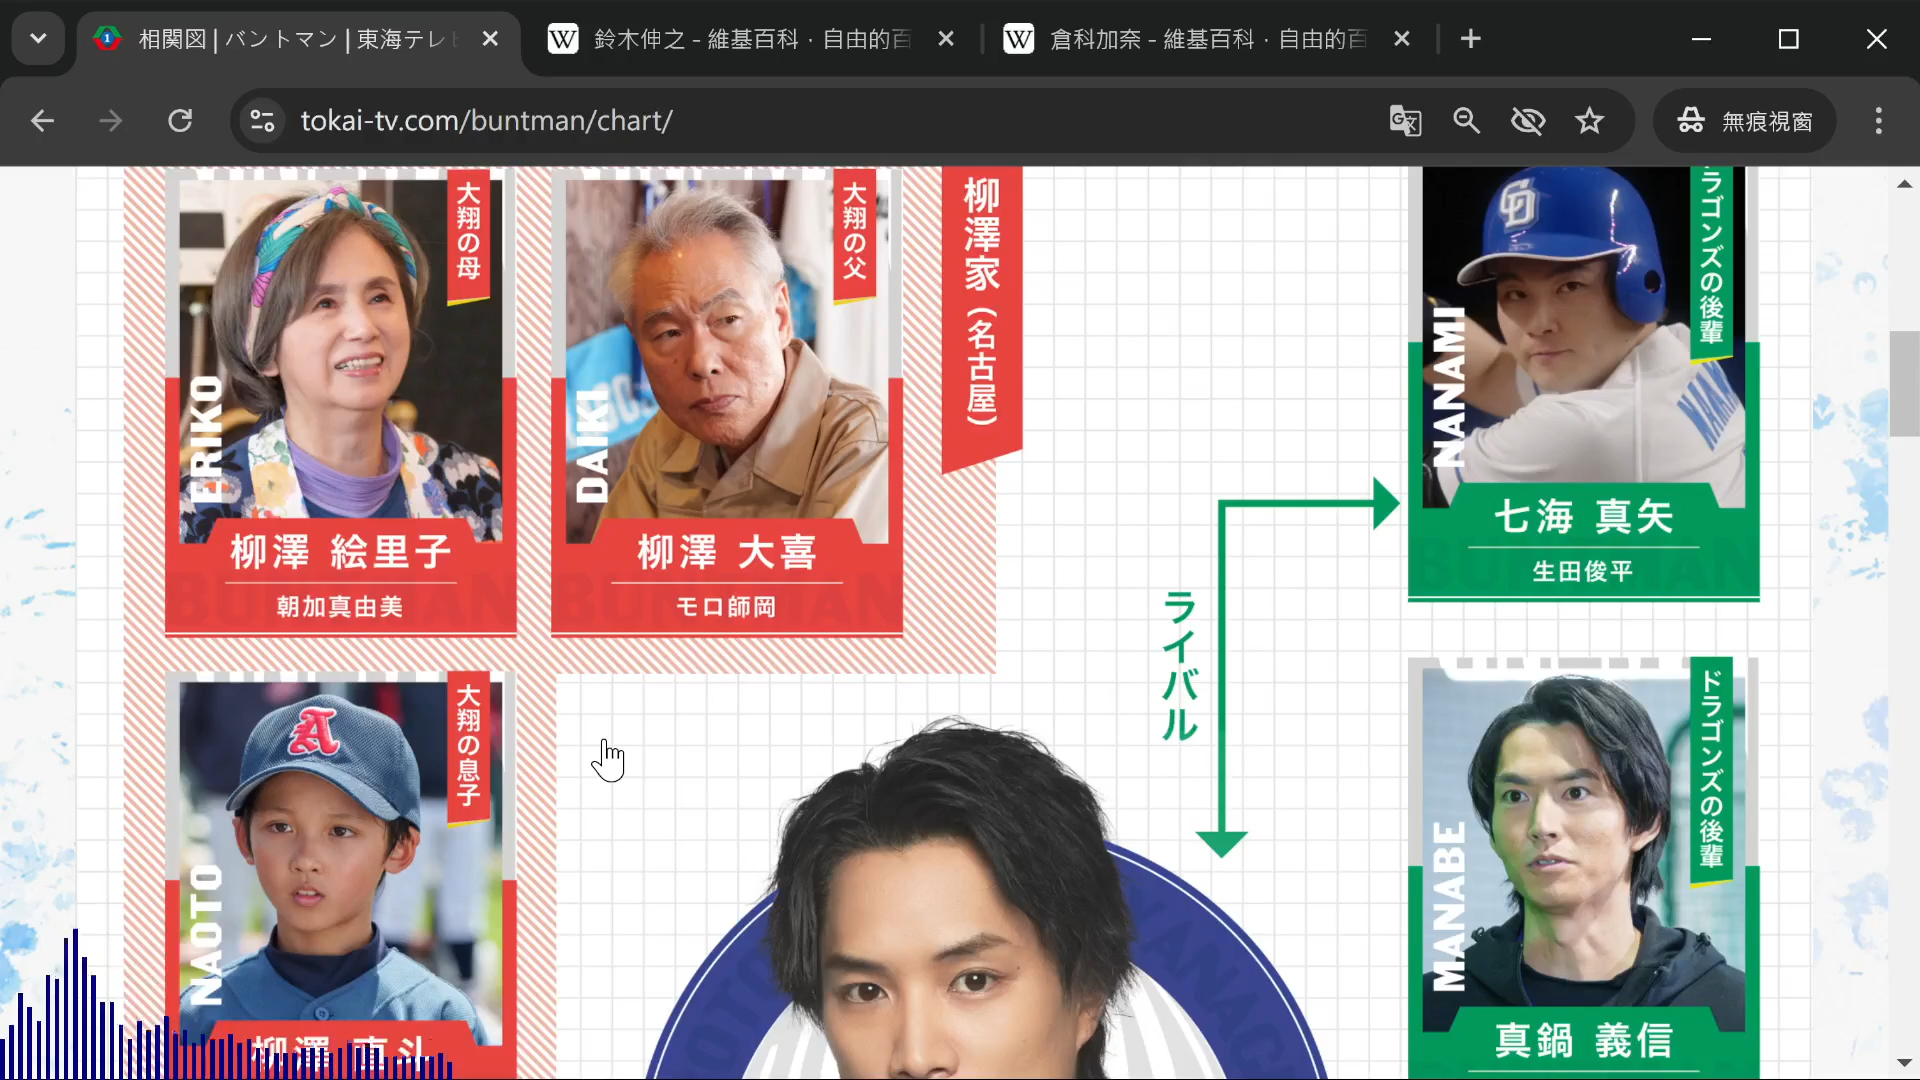 相関図 | バントマン | 東海テレビ
鈴木伸之 - 維基百科，自由的百
倉科加奈 - 維基百科，自由的百
tokai-tv.com/buntman/chart/
無痕視窗
大翔の母
ERIKO
柳澤 絵里子
朝加真由美
大翔の父
DAIKI
柳澤 大喜
モロ師岡
柳澤家（名古屋）
ラゴンズの後輩
NANAMI
七海 真矢
生田俊平
ライバル
大翔の息子
A
NAOTO
柳澤 直斗
ドラゴンズの後輩
MANABE
真鍋 義信